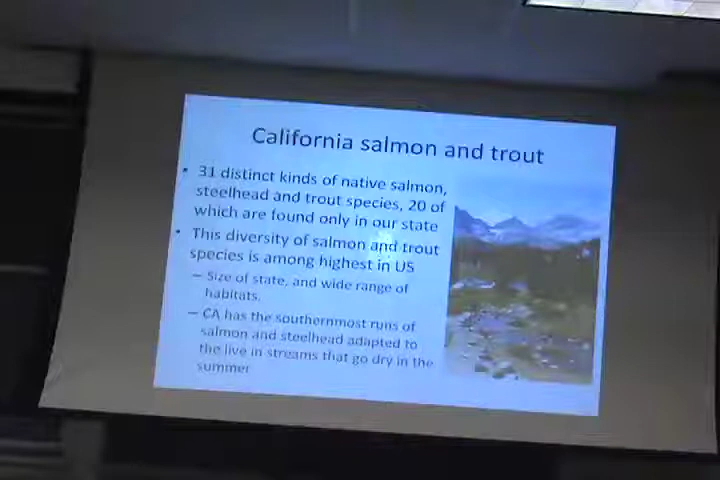 California salmon and trout
• 31 distinct kinds of native salmon,
steelhead and trout species, 20 of
which are found only in our state
• This diversity of salmon and trout
species is among highest in US
– Size of state, and wide range of
habitats.
– CA has the southernmost runs of
salmon and steelhead adapted to
the live in streams that go dry in the
summer